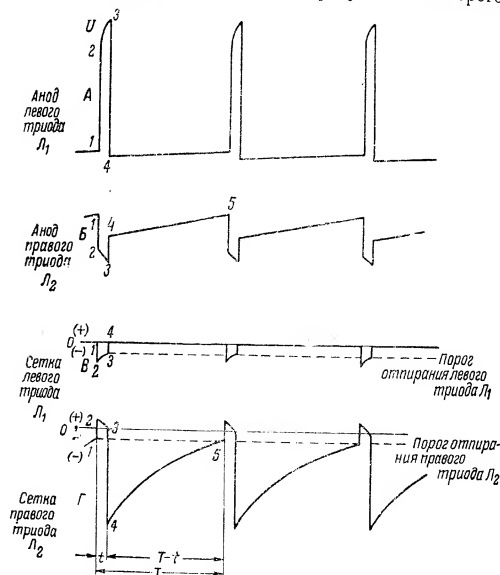 U
3
2
А
Анод
левого
триода
Л₁
1
4
Анод
правого
триода
Л₂
Б
1
2
3
4
5
Сетка
левого
триода
Л₁
(+)
0
(−)
В
1
2
3
4
Порог
отпирания левого
триода Л₁
(+)
0
(−)
1
2
3
4
5
Г
Сетка
правого
триода
Л₂
Порог отпира-
ния правого
триода Л₂
t
T-t
T